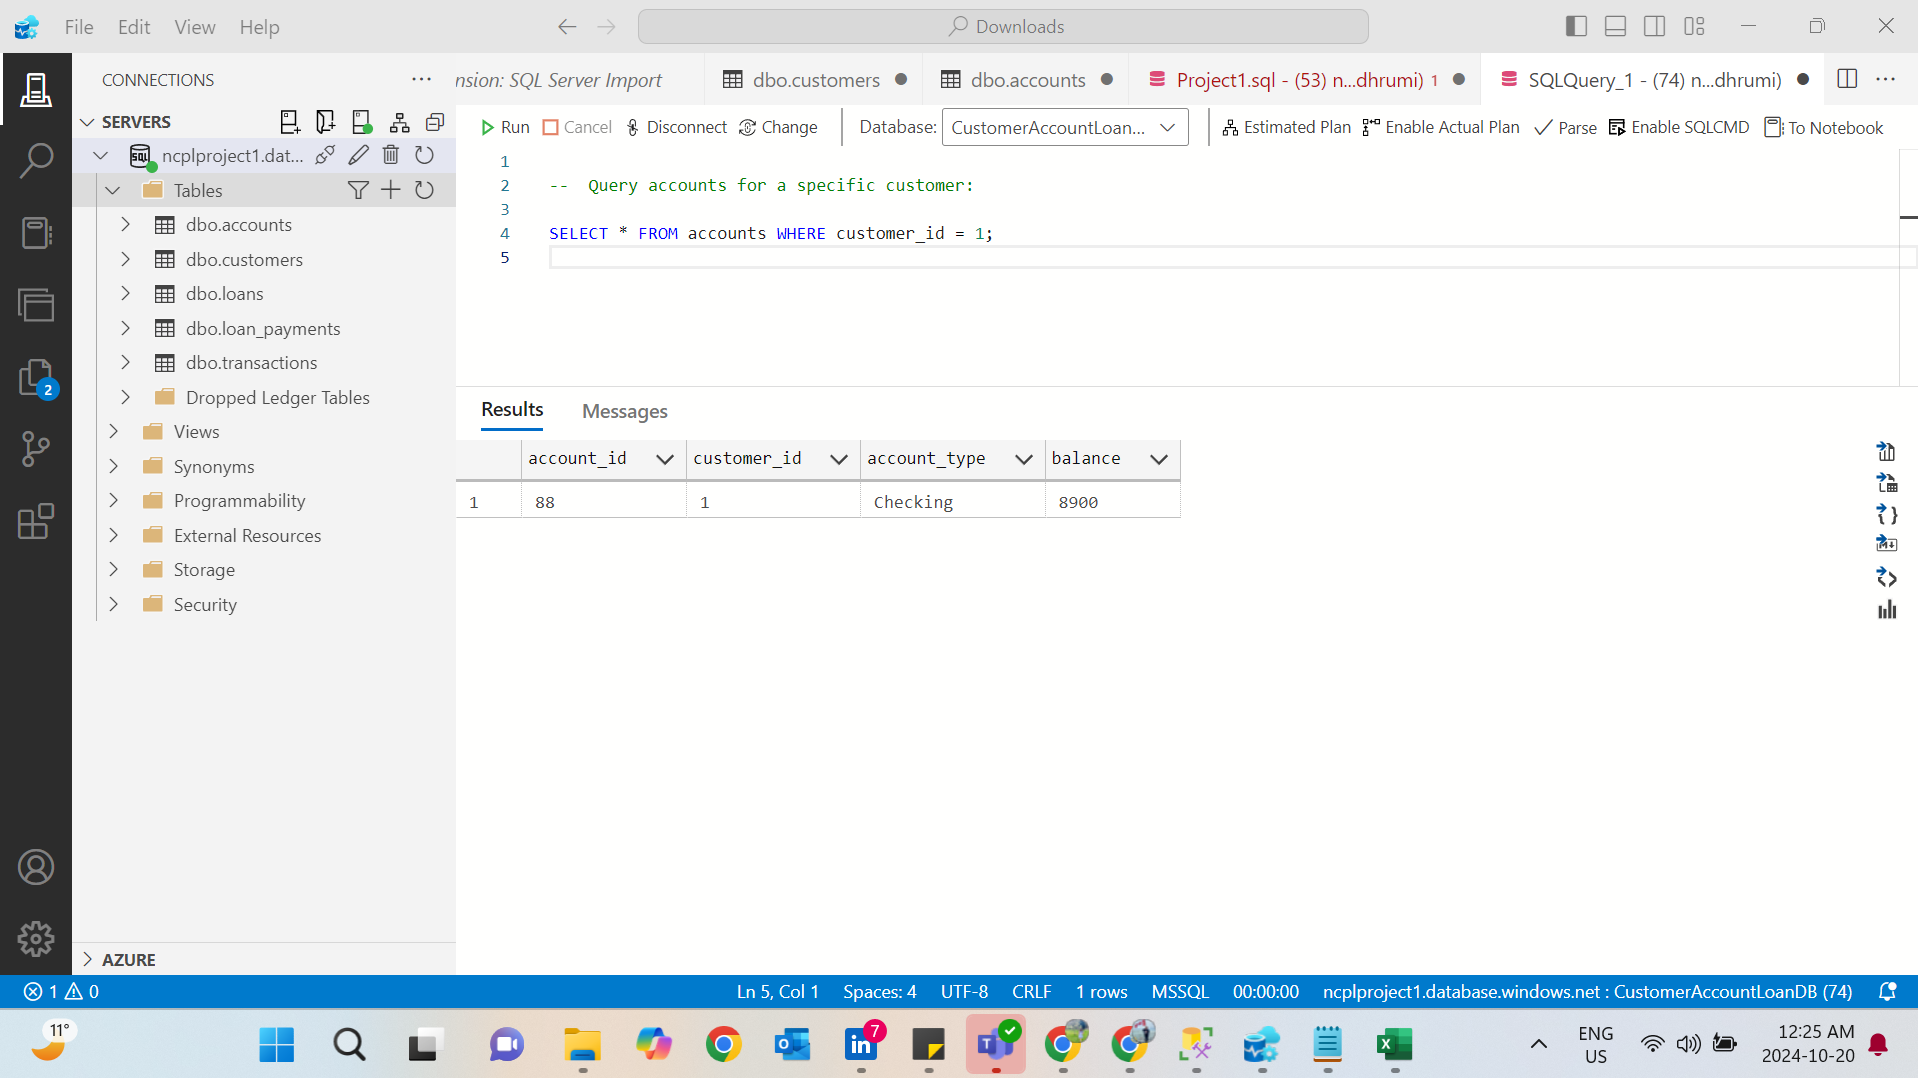 File Edit View Help
Downloads
CONNECTIONS
nsion: SQL Server Import
dbo.customers
dbo.accounts
Project1.sql - (53) n...dhrumi) 1
SQLQuery_1 - (74) n...dhrumi)
SERVERS
Run Cancel Disconnect Change Database: CustomerAccountLoan... Estimated Plan Enable Actual Plan Parse Enable SQLCMD To Notebook
ncplproject1.dat...
Tables
dbo.accounts
dbo.customers
dbo.loans
dbo.loan_payments
dbo.transactions
Dropped Ledger Tables
Views
Synonyms
Programmability
External Resources
Storage
Security
AZURE
2
1
2 -- Query accounts for a specific customer:
3
4 SELECT * FROM accounts WHERE customer_id = 1;
5
Results Messages
account_id customer_id account_type balance
1 88 1 Checking 8900
1 0 Ln 5, Col 1 Spaces: 4 UTF-8 CRLF 1 rows MSSQL 00:00:00 ncplproject1.database.windows.net : CustomerAccountLoanDB (74)
11°
7
ENG
US
12:25 AM
2024-10-20